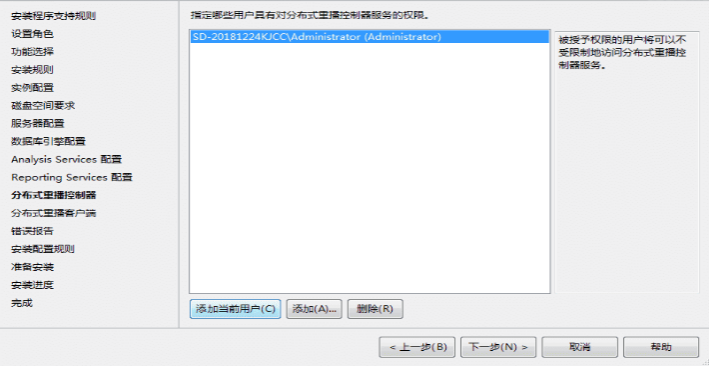 安装程序支持规则
设置角色
功能选择
安装规则
实例配置
磁盘空间要求
服务器配置
数据库引擎配置
Analysis Services 配置
Reporting Services 配置
分布式重播控制器
分布式重播客户端
错误报告
安装配置规则
准备安装
安装进度
完成
指定哪些用户具有对分布式重播控制器服务的权限。
SD-20181224KJCC\Administrator (Administrator)
被授予权限的用户将可以不
受限制地访问分布式重播控
制器服务。
添加当前用户(C)
添加(A)...
删除(R)
< 上一步(B)
下一步(N) >
取消
帮助